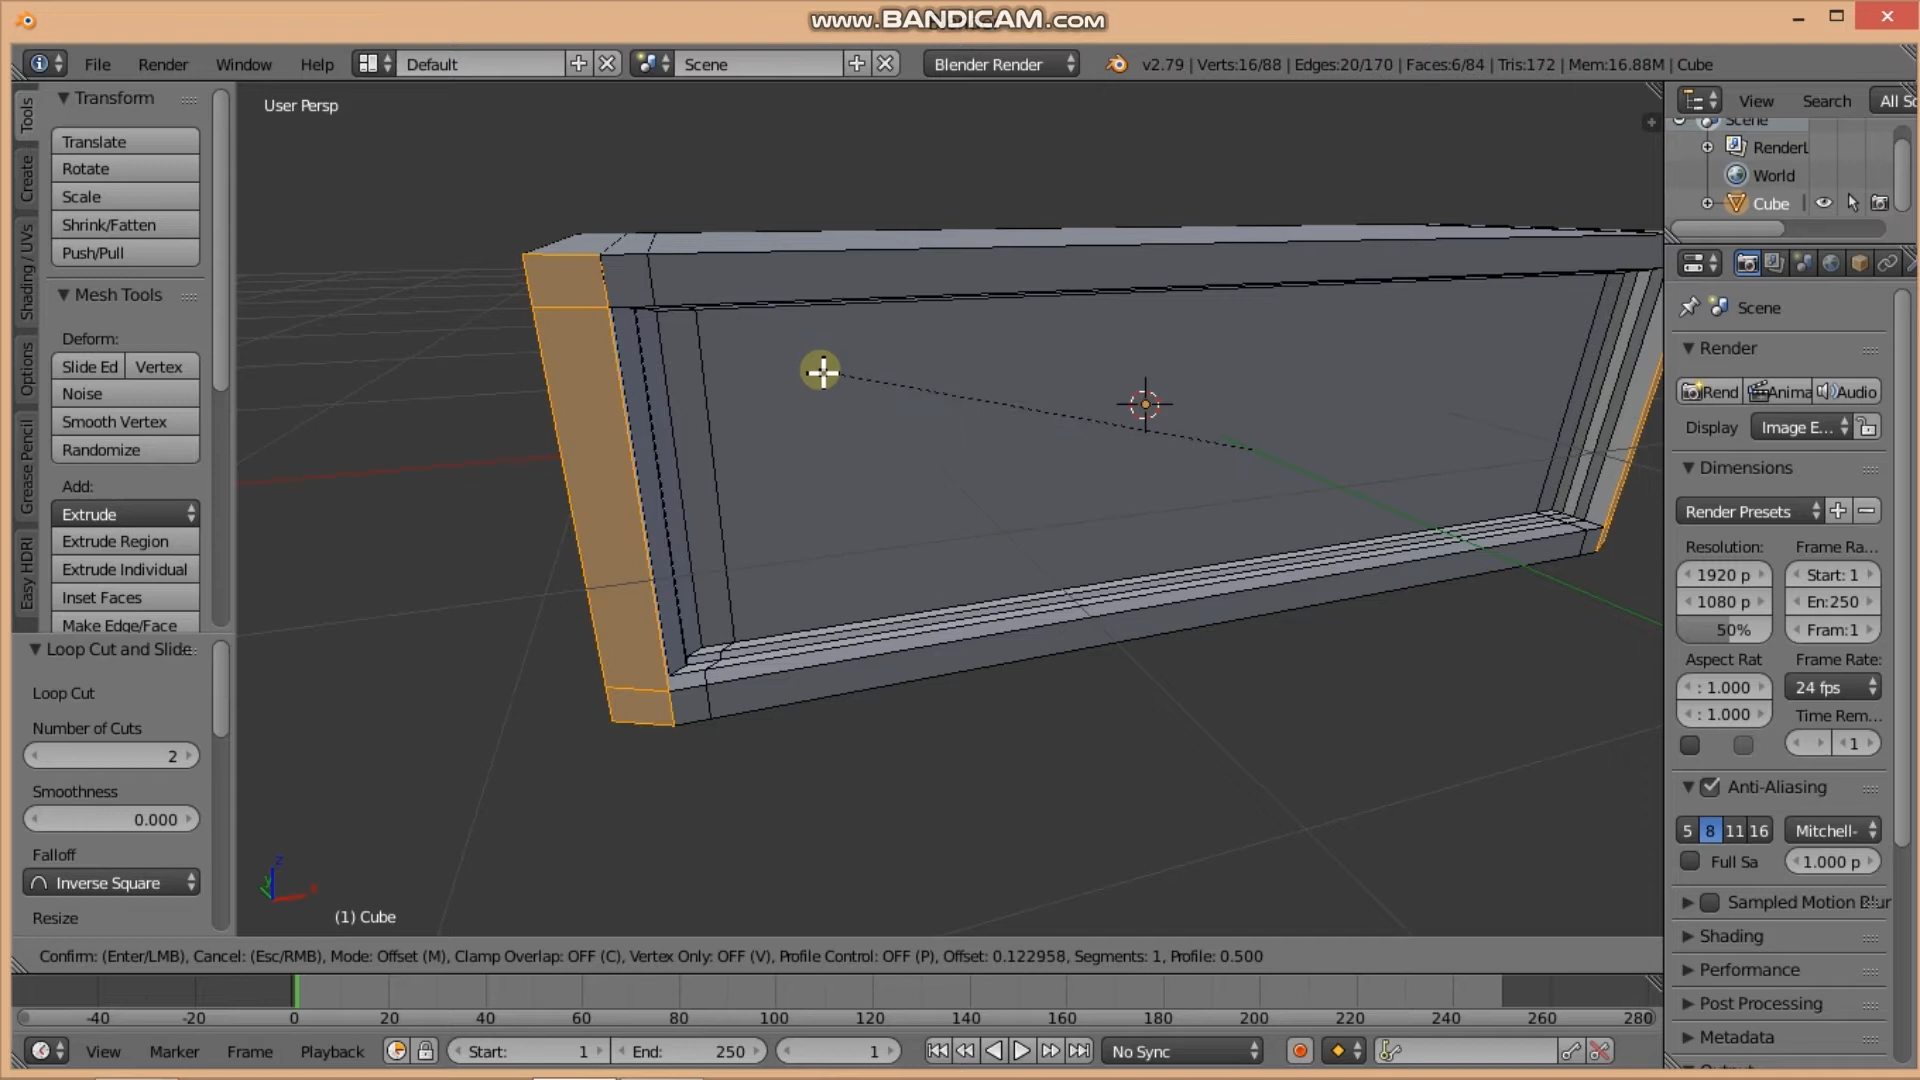 www.BANDICAM.com
File Render Window Help Default Scene Blender Render v2.79 | Verts:16/88 | Edges:20/170 | Faces:6/84 | Tris:172 | Mem:16.88M | Cube
Tools
Create
Shading / UVs
Options
Grease Pencil
Easy HDRI
Transform
Translate
Rotate
Scale
Shrink/Fatten
Push/Pull
Mesh Tools
Deform:
Slide Ed Vertex
Noise
Smooth Vertex
Randomize
Add:
Extrude
Extrude Region
Extrude Individual
Inset Faces
Make Edge/Face
Loop Cut and Slide
Loop Cut
Number of Cuts
2
Smoothness
0.000
Falloff
Inverse Square
Resize
User Persp
z
y
x
(1) Cube
View Search All Sc
Scene
RenderL
World
Cube
Scene
Render
Rend Anima Audio
Display Image E...
Dimensions
Render Presets
Resolution: Frame Ra...
1920 p Start: 1
1080 p En:250
50% Fram:1
Aspect Rat Frame Rate:
: 1.000 24 fps
: 1.000 Time Rem...
1
Anti-Aliasing
5 8 11 16 Mitchell-
Full Sa 1.000 p
Sampled Motion Blur
Shading
Performance
Post Processing
Metadata
Confirm: (Enter/LMB), Cancel: (Esc/RMB), Mode: Offset (M), Clamp Overlap: OFF (C), Vertex Only: OFF (V), Profile Control: OFF (P), Offset: 0.122958, Segments: 1, Profile: 0.500
-40 -20 0 20 40 60 80 100 120 140 160 180 200 220 240 260 280
View Marker Frame Playback Start: 1 End: 250 1 No Sync